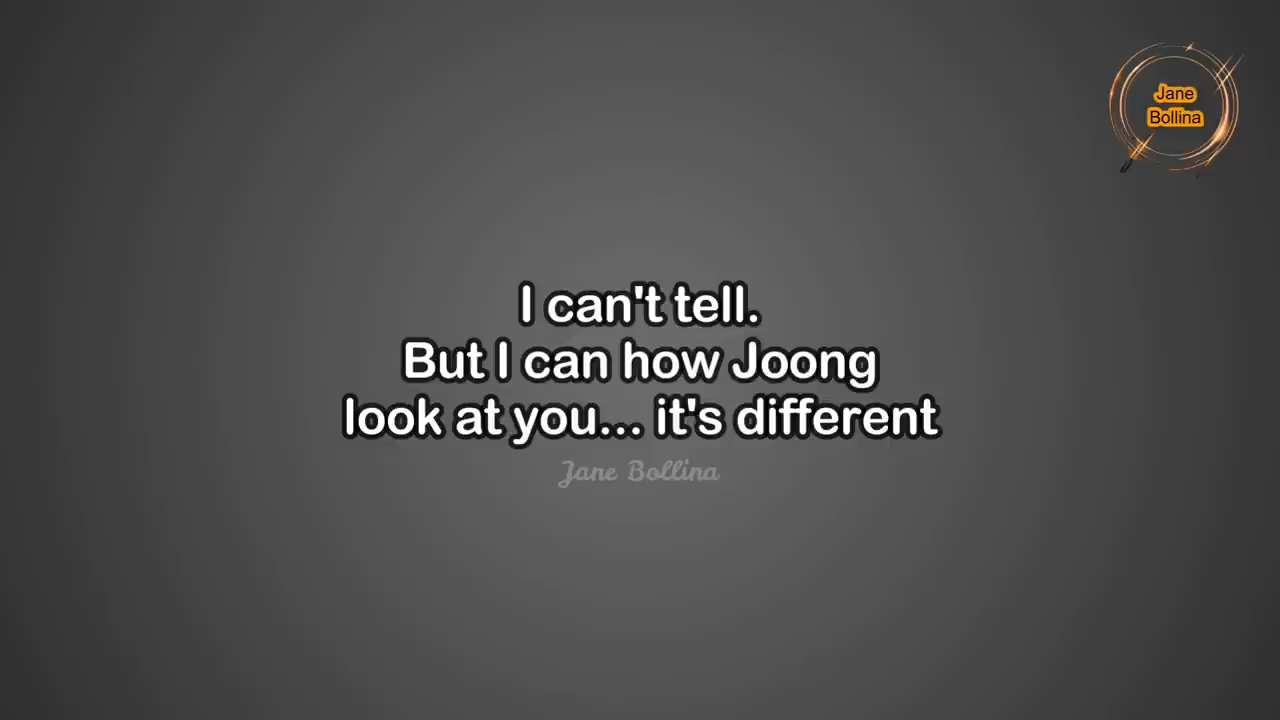 Jane
Bollina
I can't tell.
But I can how Joong
look at you... it's different
Jane Bollina